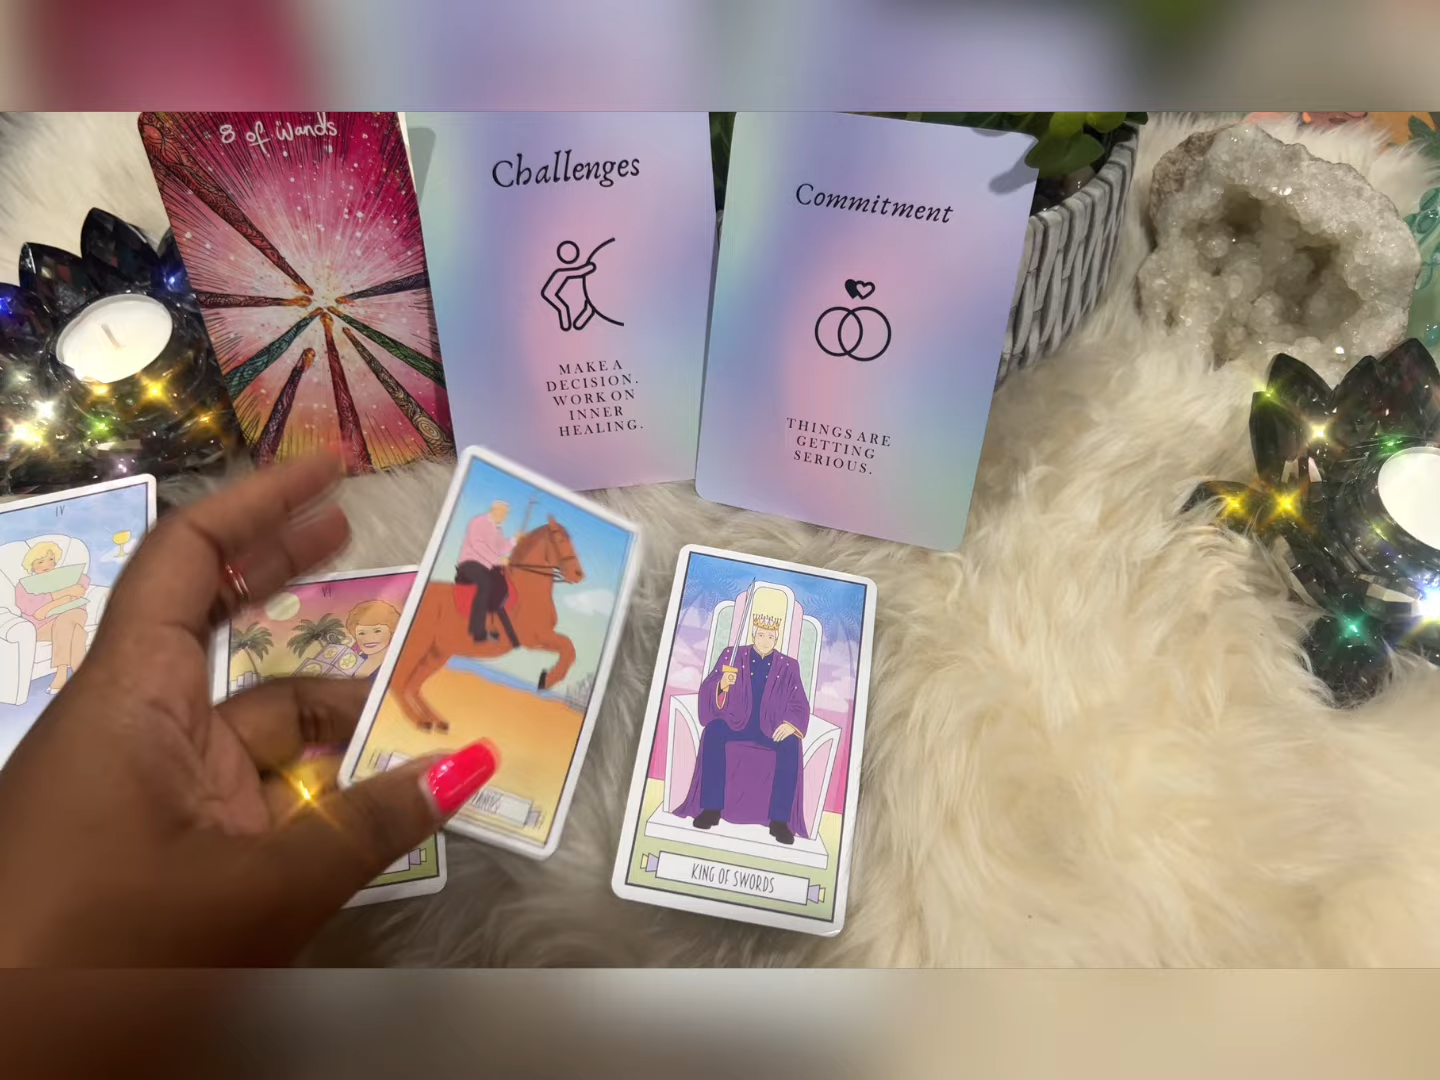 8 of Wands
Challenges
MAKE A
DECISION.
WORK ON
INNER
HEALING.
Commitment
THINGS ARE
GETTING
SERIOUS.
IV
VI
KING OF SWORDS